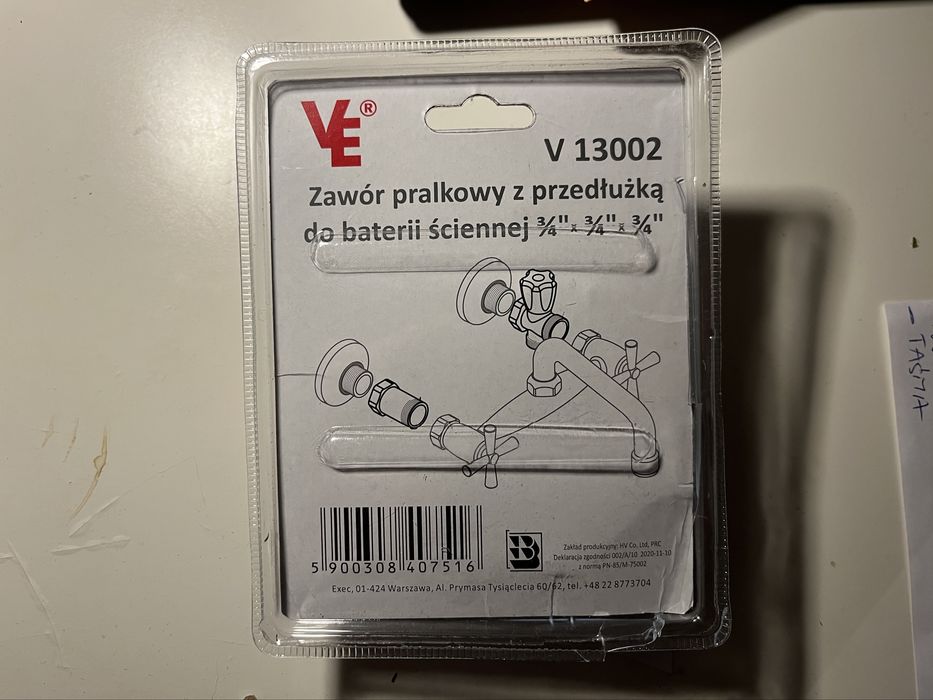 VE®
V 13002
Zawór pralkowy z przedłużką
do baterii ściennej ¾"x ¾"x ¾"
5 900308 407516
B
Zakład produkcyjny: HV Co. Ltd, PRC
Deklaracja zgodności 002/A/10 2020-11-10
z normą PN-85/M-75002
Exec, 01-424 Warszawa, Al. Prymasa Tysiąclecia 60/62, tel. +48 22 8773704
- TAŚMA